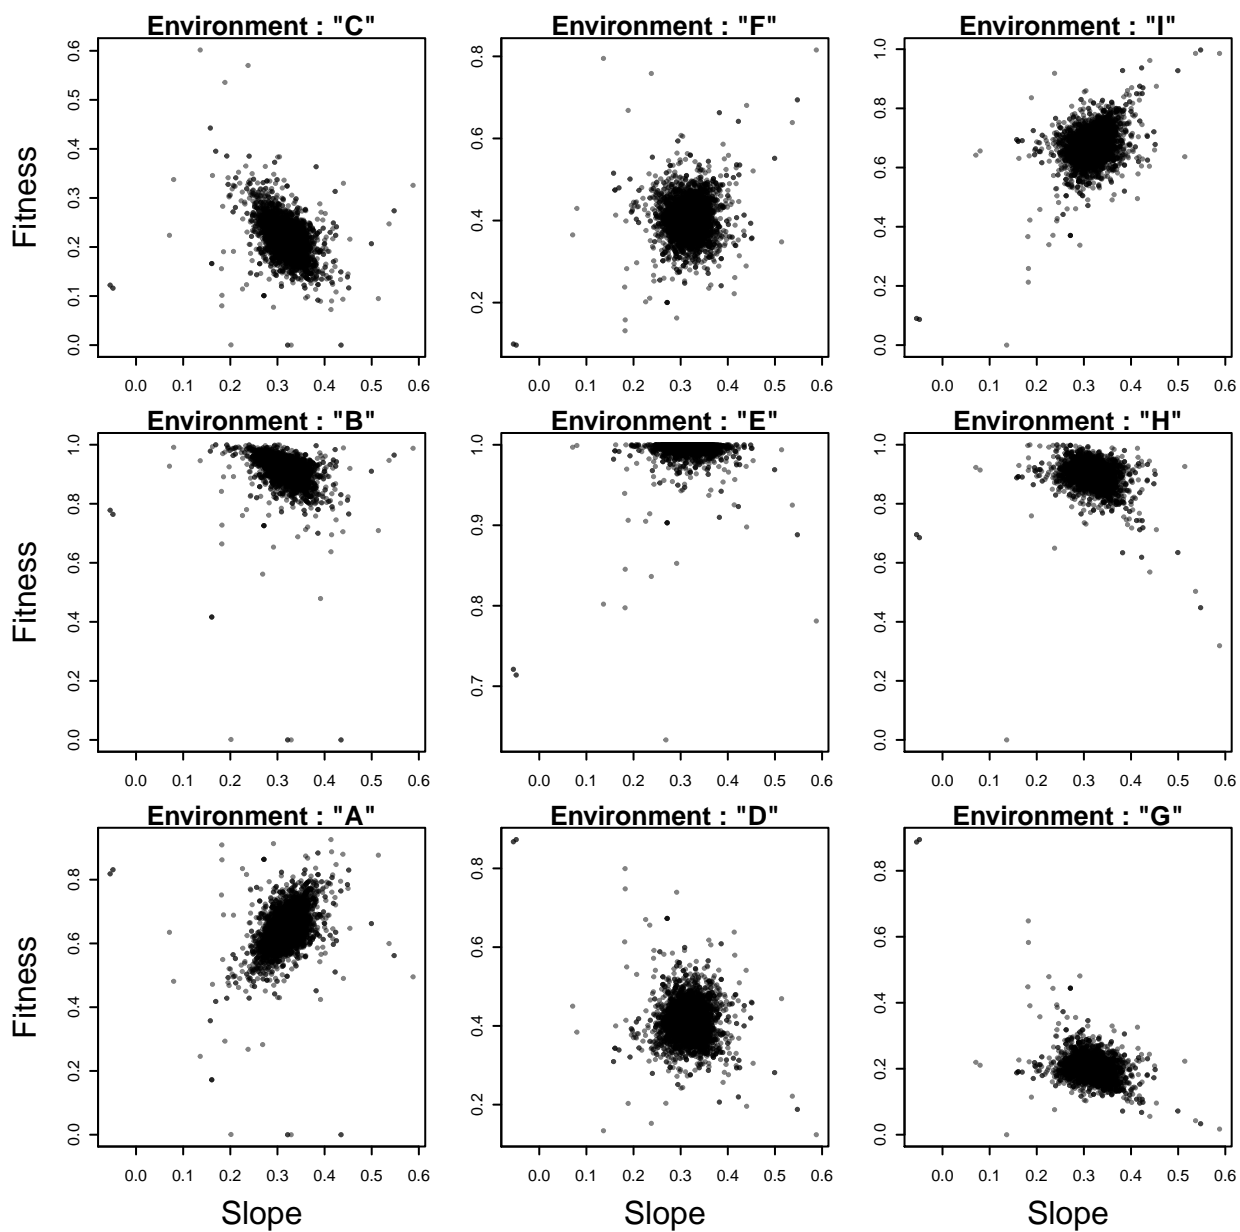 Environment : "C"
Environment : "F"
Environment : "I"
Fitness
0.0 0.1 0.2 0.3 0.4 0.5 0.6
0.2 0.4 0.6 0.8
0.0 0.2 0.4 0.6 0.8 1.0
0.0 0.1 0.2 0.3 0.4 0.5 0.6
0.0 0.1 0.2 0.3 0.4 0.5 0.6
0.0 0.1 0.2 0.3 0.4 0.5 0.6
Environment : "B"
Environment : "E"
Environment : "H"
Fitness
0.0 0.2 0.4 0.6 0.8 1.0
0.7 0.8 0.9 1.0
0.0 0.2 0.4 0.6 0.8 1.0
0.0 0.1 0.2 0.3 0.4 0.5 0.6
0.0 0.1 0.2 0.3 0.4 0.5 0.6
0.0 0.1 0.2 0.3 0.4 0.5 0.6
Environment : "A"
Environment : "D"
Environment : "G"
Fitness
0.0 0.2 0.4 0.6 0.8
0.2 0.4 0.6 0.8
0.0 0.2 0.4 0.6 0.8
0.0 0.1 0.2 0.3 0.4 0.5 0.6
0.0 0.1 0.2 0.3 0.4 0.5 0.6
0.0 0.1 0.2 0.3 0.4 0.5 0.6
Slope
Slope
Slope